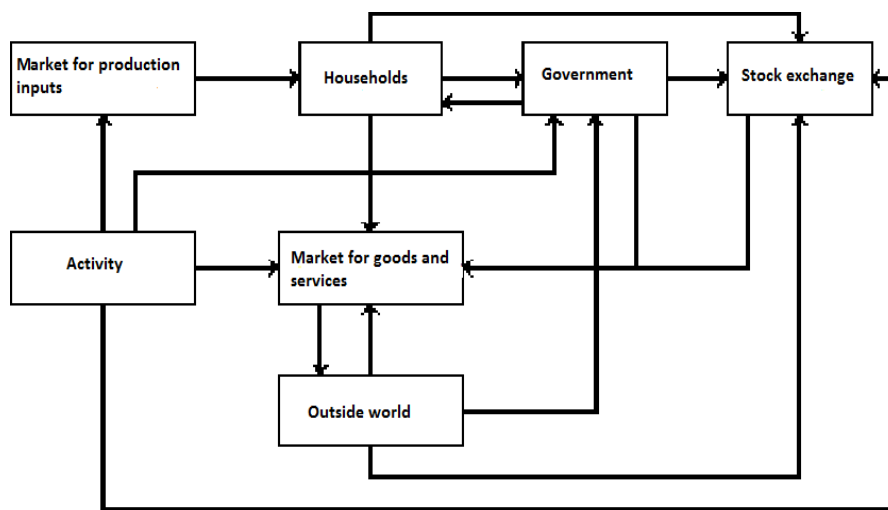 Market for production
inputs
Households
Government
Stock exchange
Activity
Market for goods and
services
Outside world